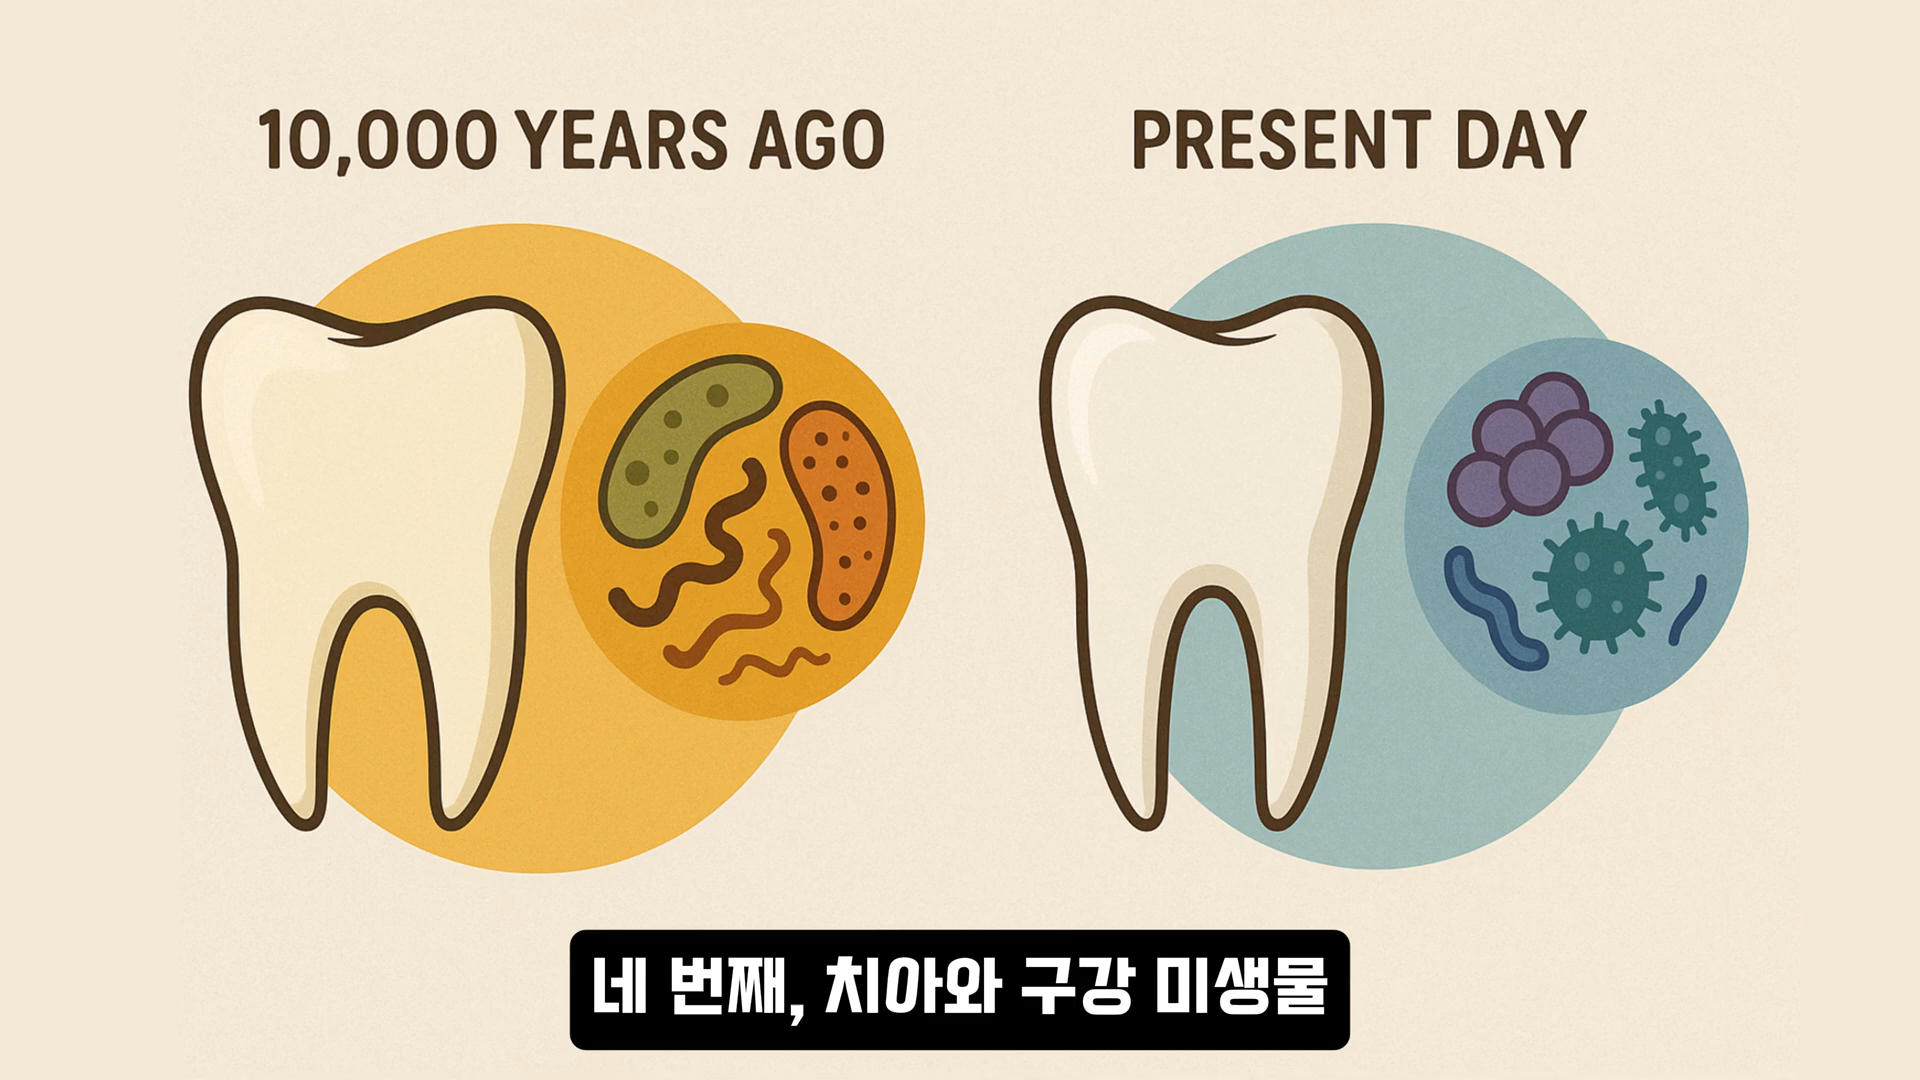 10,000 YEARS AGO
PRESENT DAY
네 번째, 치아와 구강 미생물